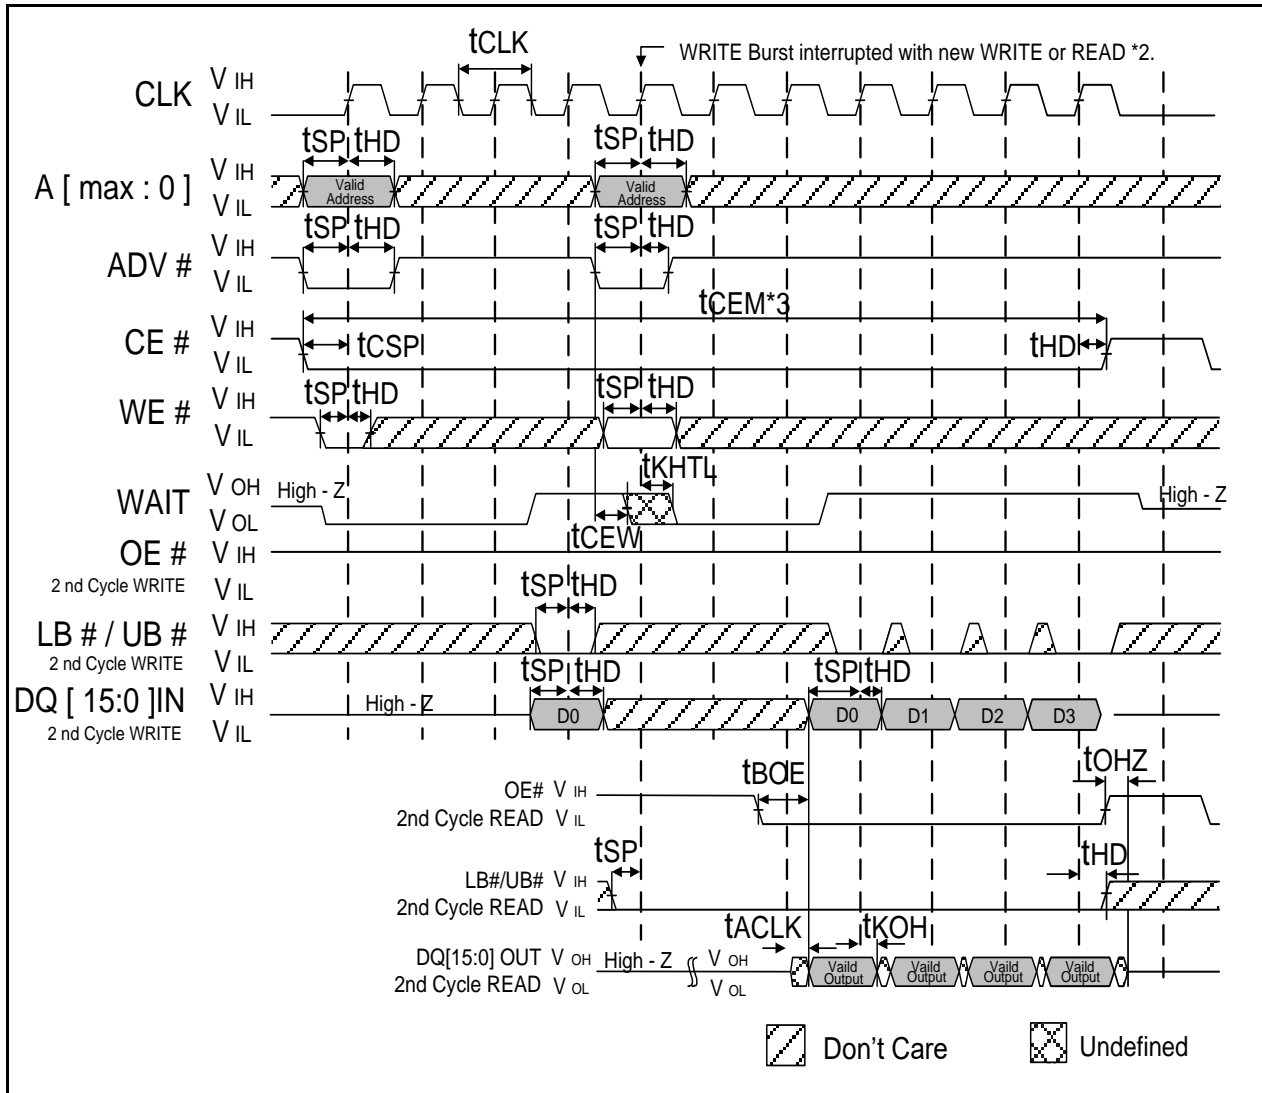 tCLK
WRITE Burst interrupted with new WRITE or READ *2.
CLK V IH
V IL
tSP tHD tSP tHD
A [ max : 0 ] V IH
V IL
Valid Address Valid Address
tSP tHD tSP tHD
ADV # V IH
V IL
tCEM*3
CE # V IH
V IL
tCSP tHD
tSP tHD tSP tHD
WE # V IH
V IL
tKHTL
WAIT V OH High - Z High - Z
V OL
tCEW
OE # V IH
2 nd Cycle WRITE V IL
tSP tHD
LB # / UB # V IH
2 nd Cycle WRITE V IL
tSP tHD tSP tHD
DQ [ 15:0 ]IN V IH High - Z D0 D0 D1 D2 D3
2 nd Cycle WRITE V IL
tBOE tOHZ
OE# V IH
2nd Cycle READ V IL
tSP tHD
LB#/UB# V IH
2nd Cycle READ V IL
tACLK tKOH
DQ[15:0] OUT V OH High - Z V OH
2nd Cycle READ V OL V OL
Vaild Output Vaild Output Vaild Output Vaild Output
Don't Care Undefined